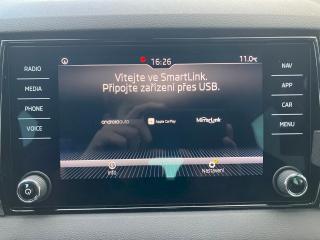 16:26
11.0°C
RADIO
NAV
Vítejte ve SmartLink.
Připojte zařízení přes USB.
MEDIA
APP
PHONE
CAR
androidauto
Apple CarPlay
MirrorLink
VOICE
MENU
Info
Nastavení